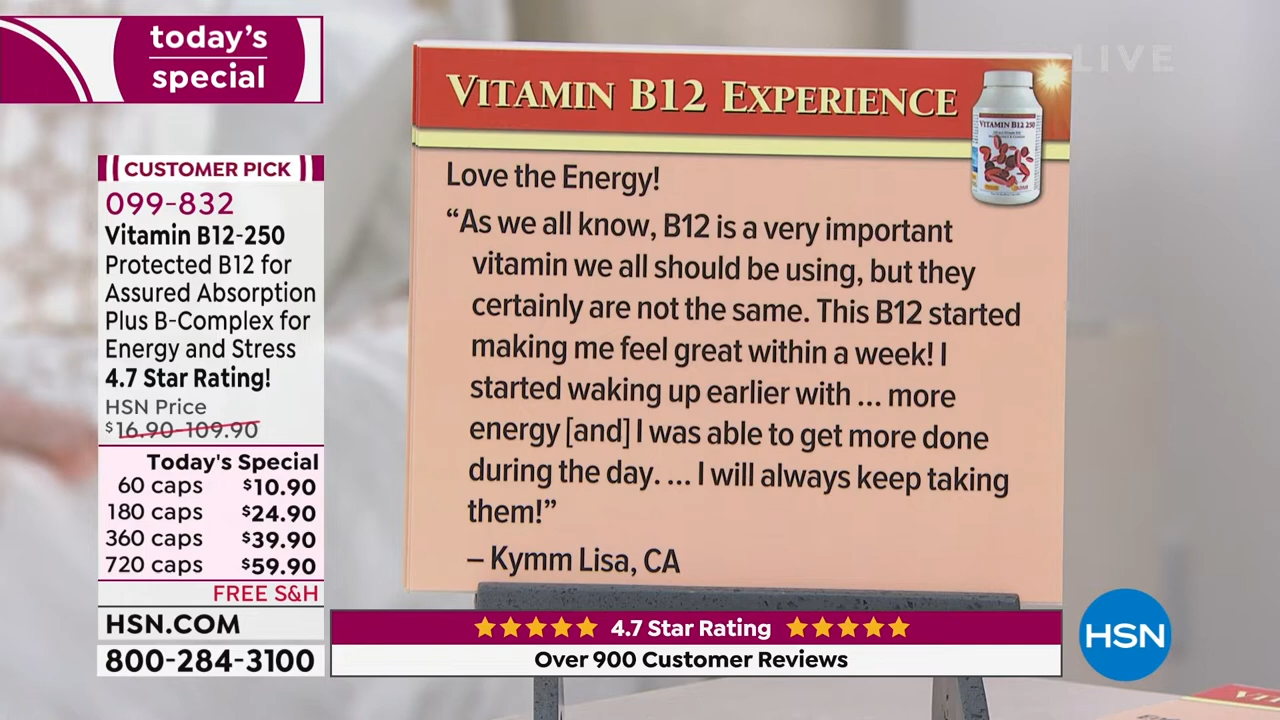 today's
special
LIVE
CUSTOMER PICK
099-832
Vitamin B12-250
Protected B12 for
Assured Absorption
Plus B-Complex for
Energy and Stress
4.7 Star Rating!
HSN Price
$16.90-109.90
Today's Special
60 caps $10.90
180 caps $24.90
360 caps $39.90
720 caps $59.90
FREE S&H
HSN.COM
800-284-3100
VITAMIN B12 EXPERIENCE
VITAMIN B12 250
Love the Energy!
“As we all know, B12 is a very important
vitamin we all should be using, but they
certainly are not the same. This B12 started
making me feel great within a week! I
started waking up earlier with ... more
energy [and] I was able to get more done
during the day. ... I will always keep taking
them!”
– Kymm Lisa, CA
4.7 Star Rating
Over 900 Customer Reviews
HSN